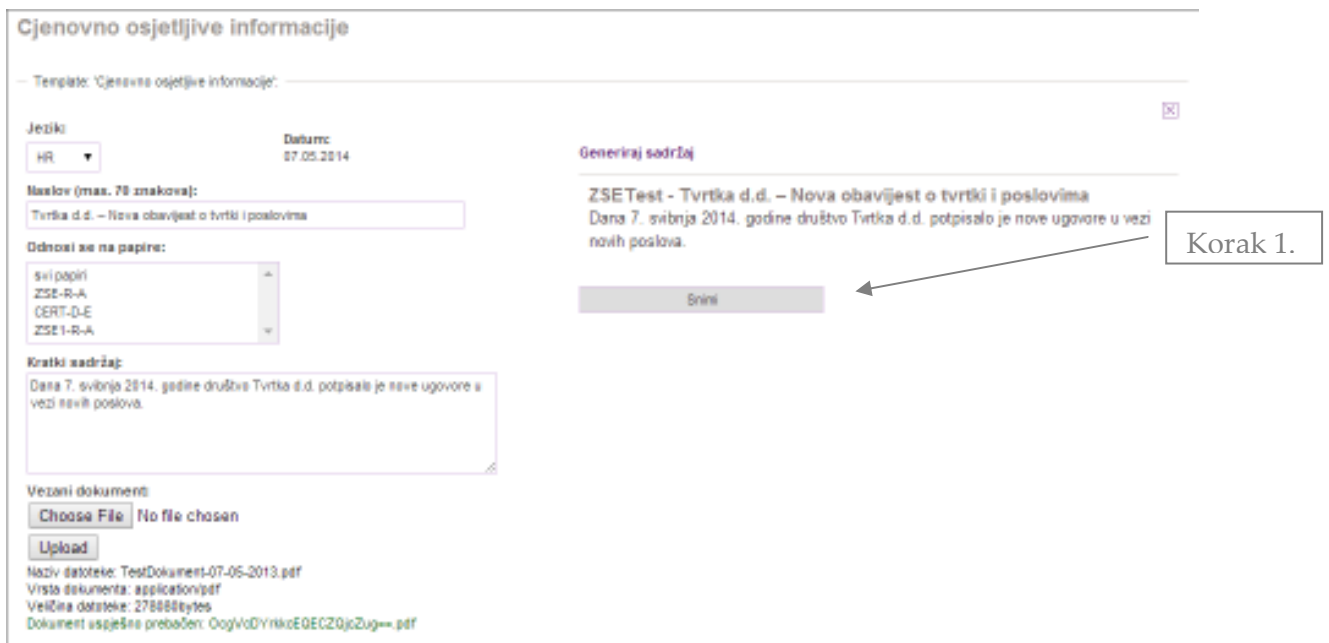 Cjenovno osjetljive informacije
Template: 'Cjenovno osjetljive informacije':
Jezik:
HR
Datum:
07.05.2014
Naslov (max. 70 znakova):
Tvrtka d.d. – Nova obavijest o tvrtki i poslovima
Odnosi se na papire:
svi papiri
ZSE-R-A
CERT-D-E
ZSE1-R-A
Kratki sadržaj:
Dana 7. svibnja 2014. godine društvo Tvrtka d.d. potpisalo je nove ugovore u
vezi novih poslova.
Vezani dokument:
Choose File No file chosen
Upload
Naziv datoteke: TestDokument-07-05-2013.pdf
Vrsta dokumenta: application/pdf
Veličina datoteke:
Dokument uspješno prebačen:
Generiraj sadržaj
ZSETest - Tvrtka d.d. – Nova obavijest o tvrtki i poslovima
Dana 7. svibnja 2014. godine društvo Tvrtka d.d. potpisalo je nove ugovore u vezi
novih poslova.
Snimi
Korak 1.